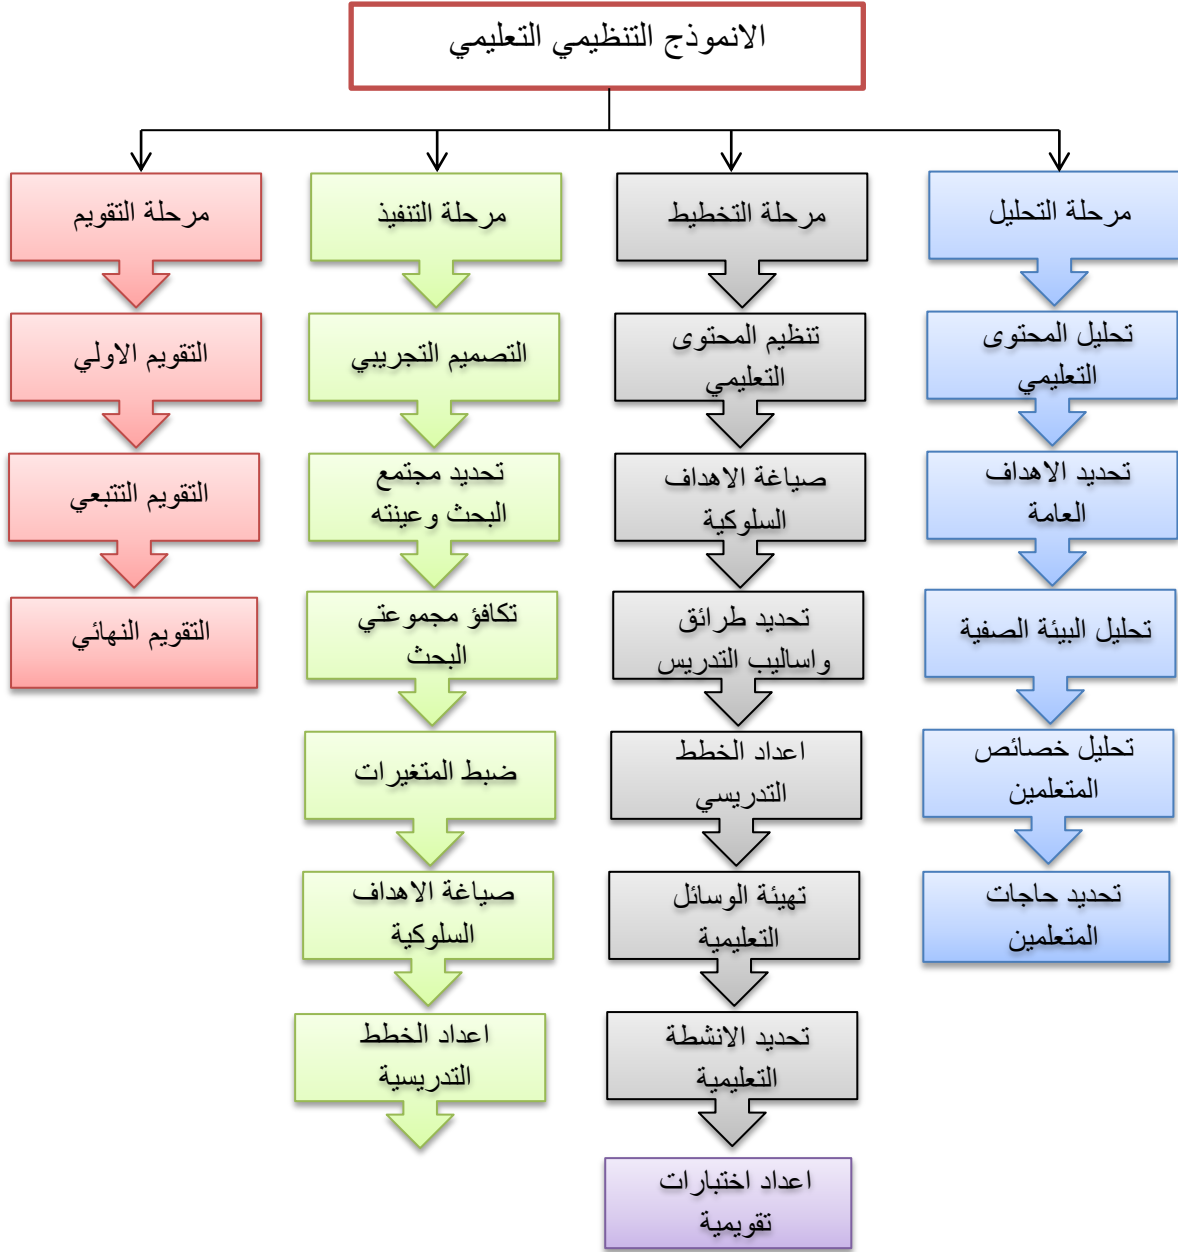 الانموذج التنظيمي التعليمي
مرحلة التحليل
تحليل المحتوى
التعليمي
تحديد الاهداف
العامة
تحليل البيئة الصفية
تحليل خصائص
المتعلمين
تحديد حاجات
المتعلمين
مرحلة التخطيط
تنظيم المحتوى
التعليمي
صياغة الاهداف
السلوكية
تحديد طرائق
واساليب التدريس
اعداد الخطط
التدريسي
تهيئة الوسائل
التعليمية
تحديد الانشطة
التعليمية
اعداد اختبارات
تقويمية
مرحلة التنفيذ
التصميم التجريبي
تحديد مجتمع
البحث وعينته
تكافؤ مجموعتي
البحث
ضبط المتغيرات
صياغة الاهداف
السلوكية
اعداد الخطط
التدريسية
مرحلة التقويم
التقويم الاولي
التقويم التتبعي
التقويم النهائي